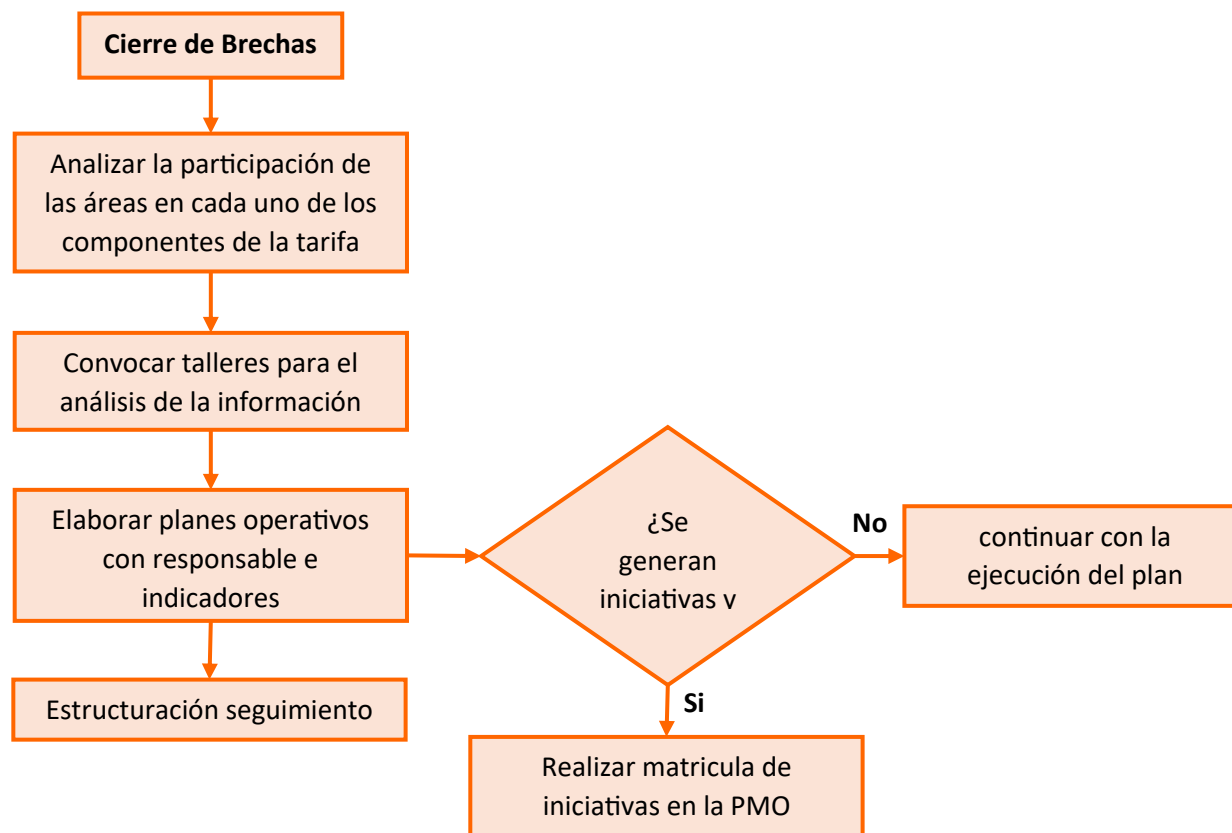 Cierre de Brechas
Analizar la participación de
las áreas en cada uno de los
componentes de la tarifa
Convocar talleres para el
análisis de la información
Elaborar planes operativos
con responsable e
indicadores
Estructuración seguimiento
¿Se
generan
iniciativas v
No
continuar con la
ejecución del plan
Si
Realizar matricula de
iniciativas en la PMO